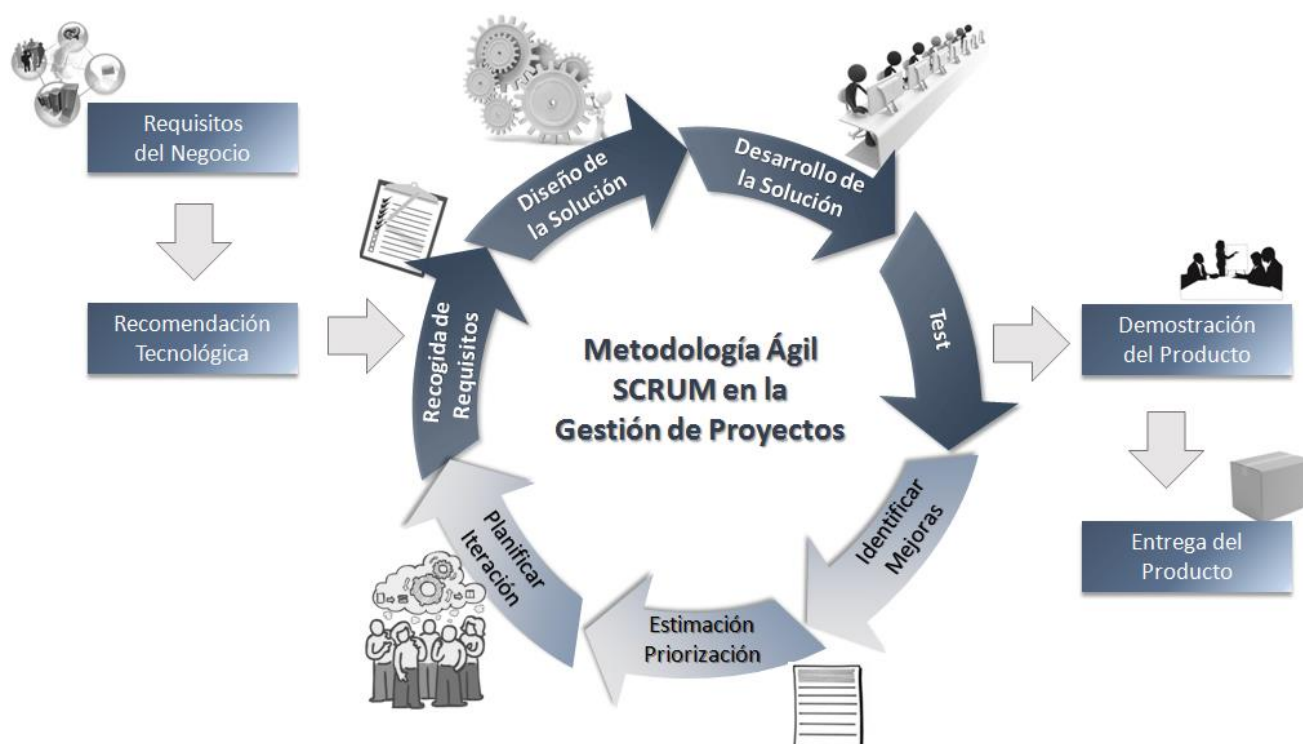 Requisitos
del Negocio
Recomendación
Tecnológica
Recogida de
Requisitos
Diseño de
la Solución
Desarrollo de
la Solución
Test
Metodología Ágil
SCRUM en la
Gestión de Proyectos
Identificar
Mejoras
Estimación
Priorización
Planificar
Iteración
Demostración
del Producto
Entrega del
Producto